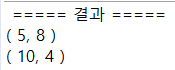 ===== 결과 =====
( 5, 8 )
( 10, 4 )